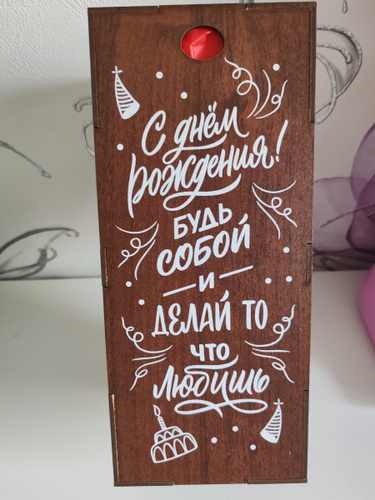 С днём
рождения!
БУДЬ
СОБОЙ
И
ДЕЛАЙ ТО
ЧТО
ЛЮБИШЬ